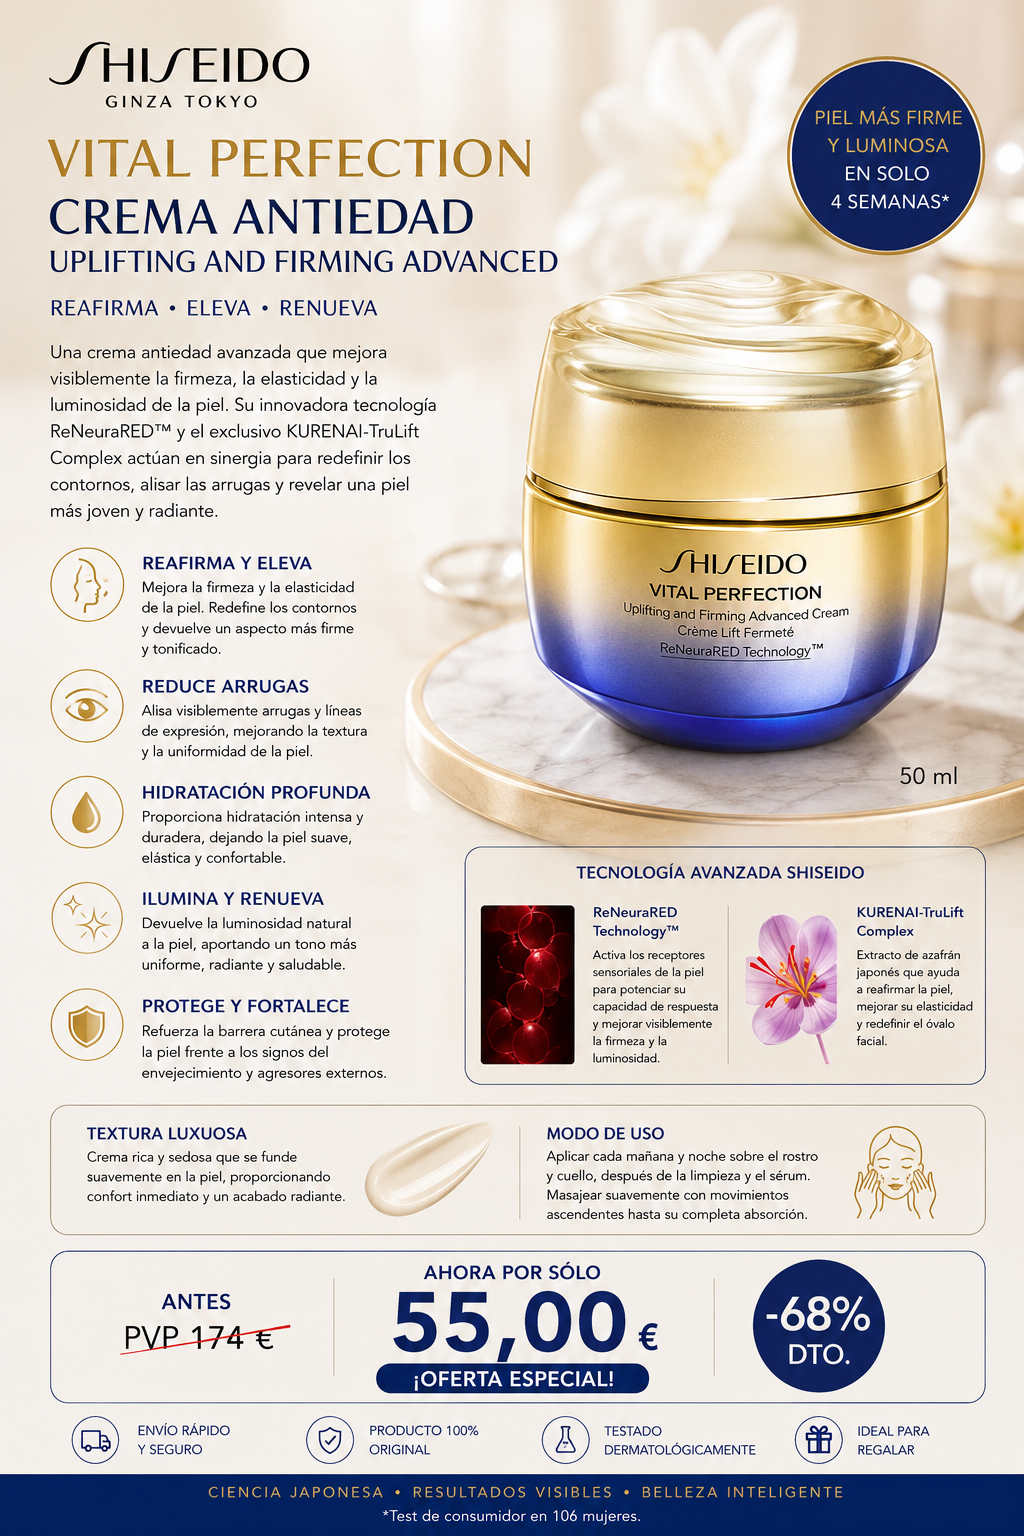 SHISEIDO
GINZA TOKYO
VITAL PERFECTION
CREMA ANTIEDAD
UPLIFTING AND FIRMING ADVANCED
REAFIRMA • ELEVA • RENUEVA
PIEL MÁS FIRME
Y LUMINOSA
EN SOLO
4 SEMANAS*
Una crema antiedad avanzada que mejora
visiblemente la firmeza, la elasticidad y la
luminosidad de la piel. Su innovadora tecnología
ReNeuraRED™ y el exclusivo KURENAI-TruLift
Complex actúan en sinergia para redefinir los
contornos, alisar las arrugas y revelar una piel
más joven y radiante.
REAFIRMA Y ELEVA
Mejora la firmeza y la elasticidad
de la piel. Redefine los contornos
y devuelve un aspecto más firme
y tonificado.
REDUCE ARRUGAS
Alisa visiblemente arrugas y líneas
de expresión, mejorando la textura
y la uniformidad de la piel.
HIDRATACIÓN PROFUNDA
Proporciona hidratación intensa y
duradera, dejando la piel suave,
elástica y confortable.
ILUMINA Y RENUEVA
Devuelve la luminosidad natural
a la piel, aportando un tono más
uniforme, radiante y saludable.
PROTEGE Y FORTALECE
Refuerza la barrera cutánea y protege
la piel frente a los signos del
envejecimiento y agresores externos.
SHISEIDO
VITAL PERFECTION
Uplifting and Firming Advanced Cream
Crème Lift Fermeté
ReNeuraRED Technology™
50 ml
TECNOLOGÍA AVANZADA SHISEIDO
ReNeuraRED
Technology™
Activa los receptores
sensoriales de la piel
para potenciar su
capacidad de respuesta
y mejorar visiblemente
la firmeza y la
luminosidad.
KURENAI-TruLift
Complex
Extracto de azafrán
japonés que ayuda
a reafirmar la piel,
mejorar su elasticidad
y redefinir el óvalo
facial.
TEXTURA LUXUOSA
Crema rica y sedosa que se funde
suavemente en la piel, proporcionando
confort inmediato y un acabado radiante.
MODO DE USO
Aplicar cada mañana y noche sobre el rostro
y cuello, después de la limpieza y el sérum.
Masajear suavemente con movimientos
ascendentes hasta su completa absorción.
ANTES
PVP 174 €
AHORA POR SÓLO
55,00 €
¡OFERTA ESPECIAL!
-68%
DTO.
ENVÍO RÁPIDO
Y SEGURO
PRODUCTO 100%
ORIGINAL
TESTADO
DERMATOLÓGICAMENTE
IDEAL PARA
REGALAR
CIENCIA JAPONESA • RESULTADOS VISIBLES • BELLEZA INTELIGENTE
*Test de consumidor en 106 mujeres.